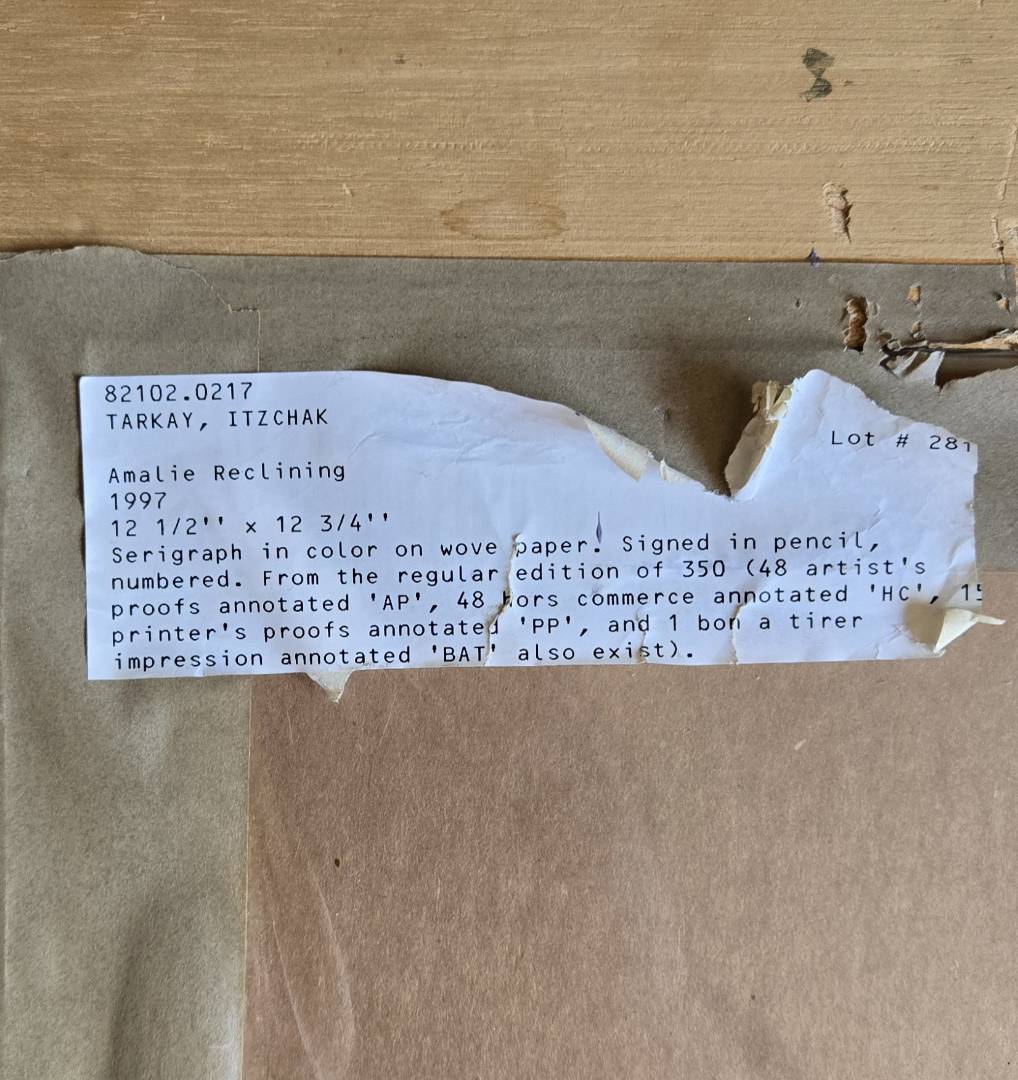 82102.0217
TARKAY, ITZCHAK
Lot # 281
Amalie Reclining
1997
12 1/2'' x 12 3/4''
Serigraph in color on wove paper. Signed in pencil,
numbered. From the regular edition of 350 (48 artist's
proofs annotated 'AP', 48 hors commerce annotated 'HC', 15
printer's proofs annotated 'PP', and 1 bon a tirer
impression annotated 'BAT' also exist).